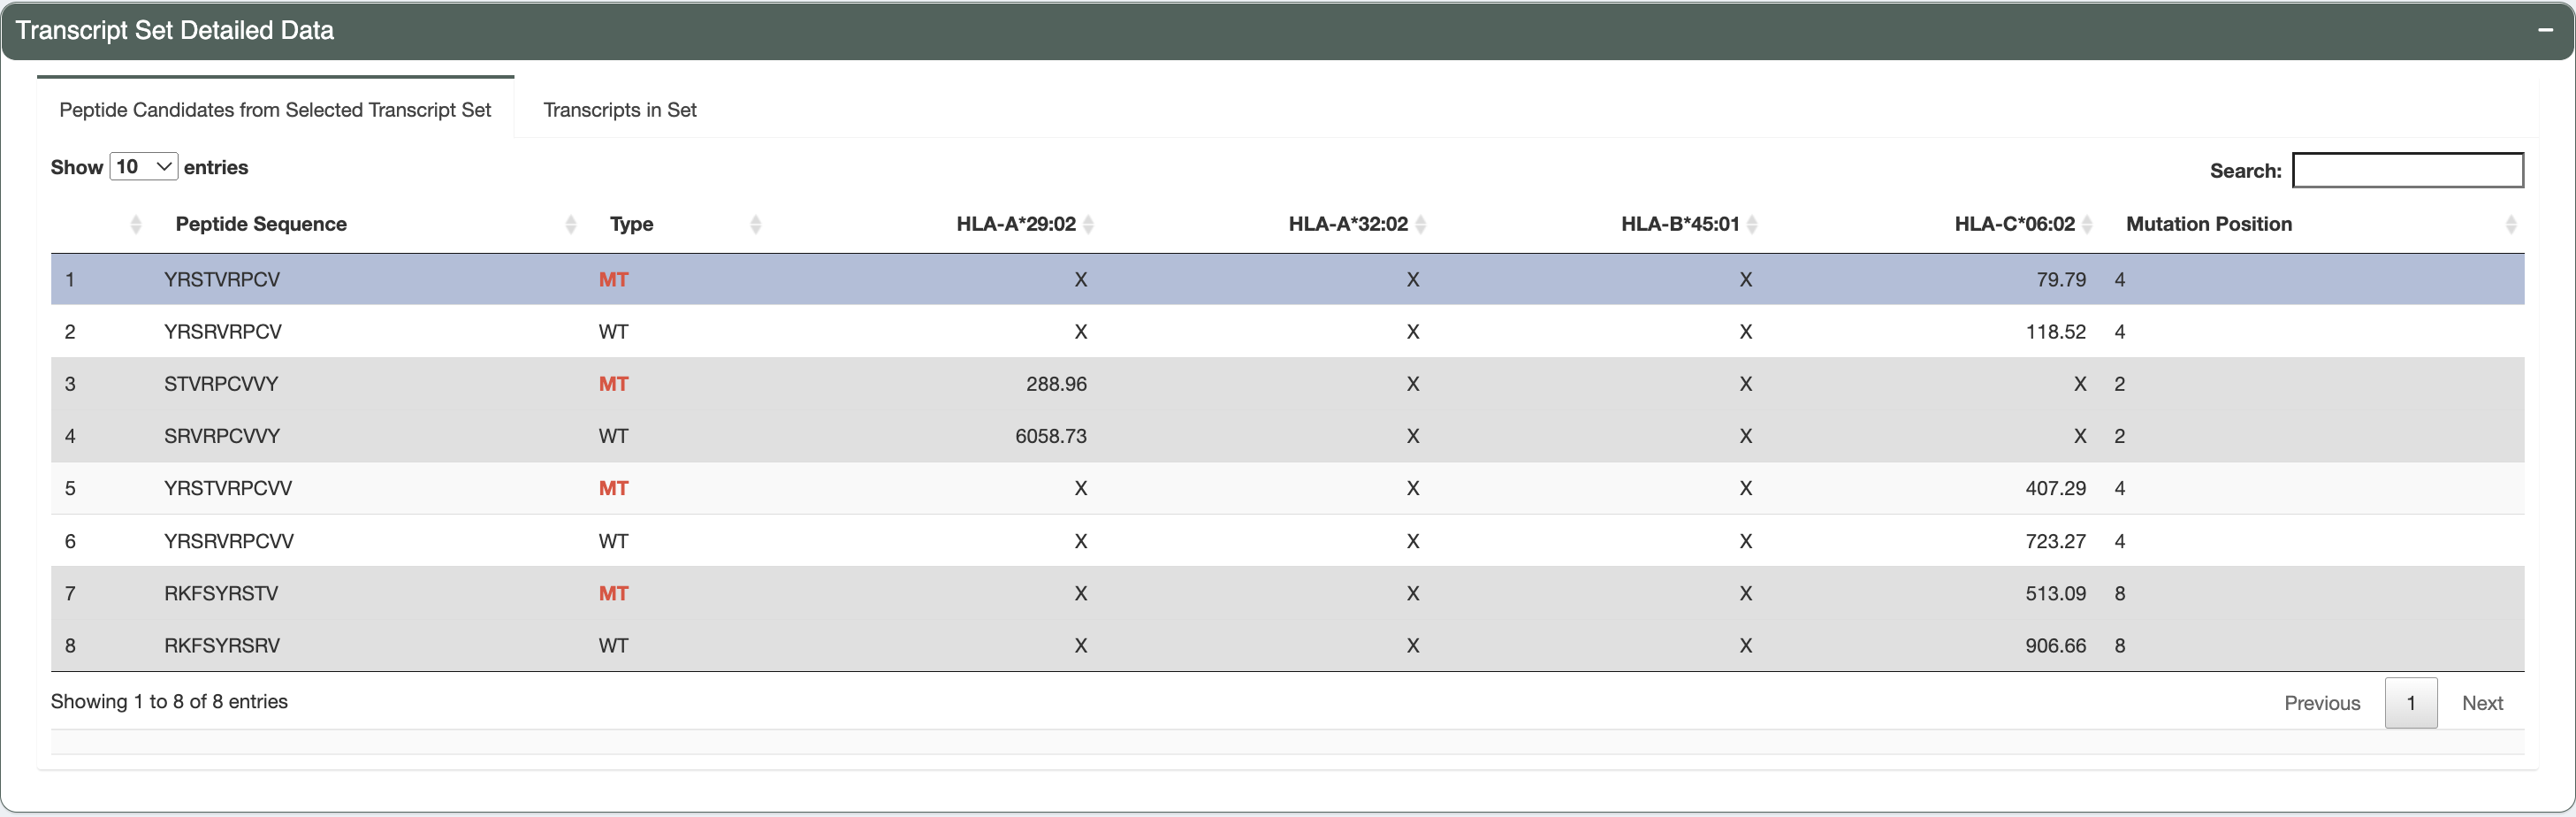 Transcript Set Detailed Data
Peptide Candidates from Selected Transcript Set Transcripts in Set
Show 10 entries Search:
Peptide Sequence Type HLA-A*29:02 HLA-A*32:02 HLA-B*45:01 HLA-C*06:02 Mutation Position
1 YRSTVRPCV MT X X X 79.79 4
2 YRSRVRPCV WT X X X 118.52 4
3 STVRPCVVY MT 288.96 X X X 2
4 SRVRPCVVY WT 6058.73 X X X 2
5 YRSTVRPCVV MT X X X 407.29 4
6 YRSRVRPCVV WT X X X 723.27 4
7 RKFSYRSTV MT X X X 513.09 8
8 RKFSYRSRV WT X X X 906.66 8
Showing 1 to 8 of 8 entries Previous 1 Next